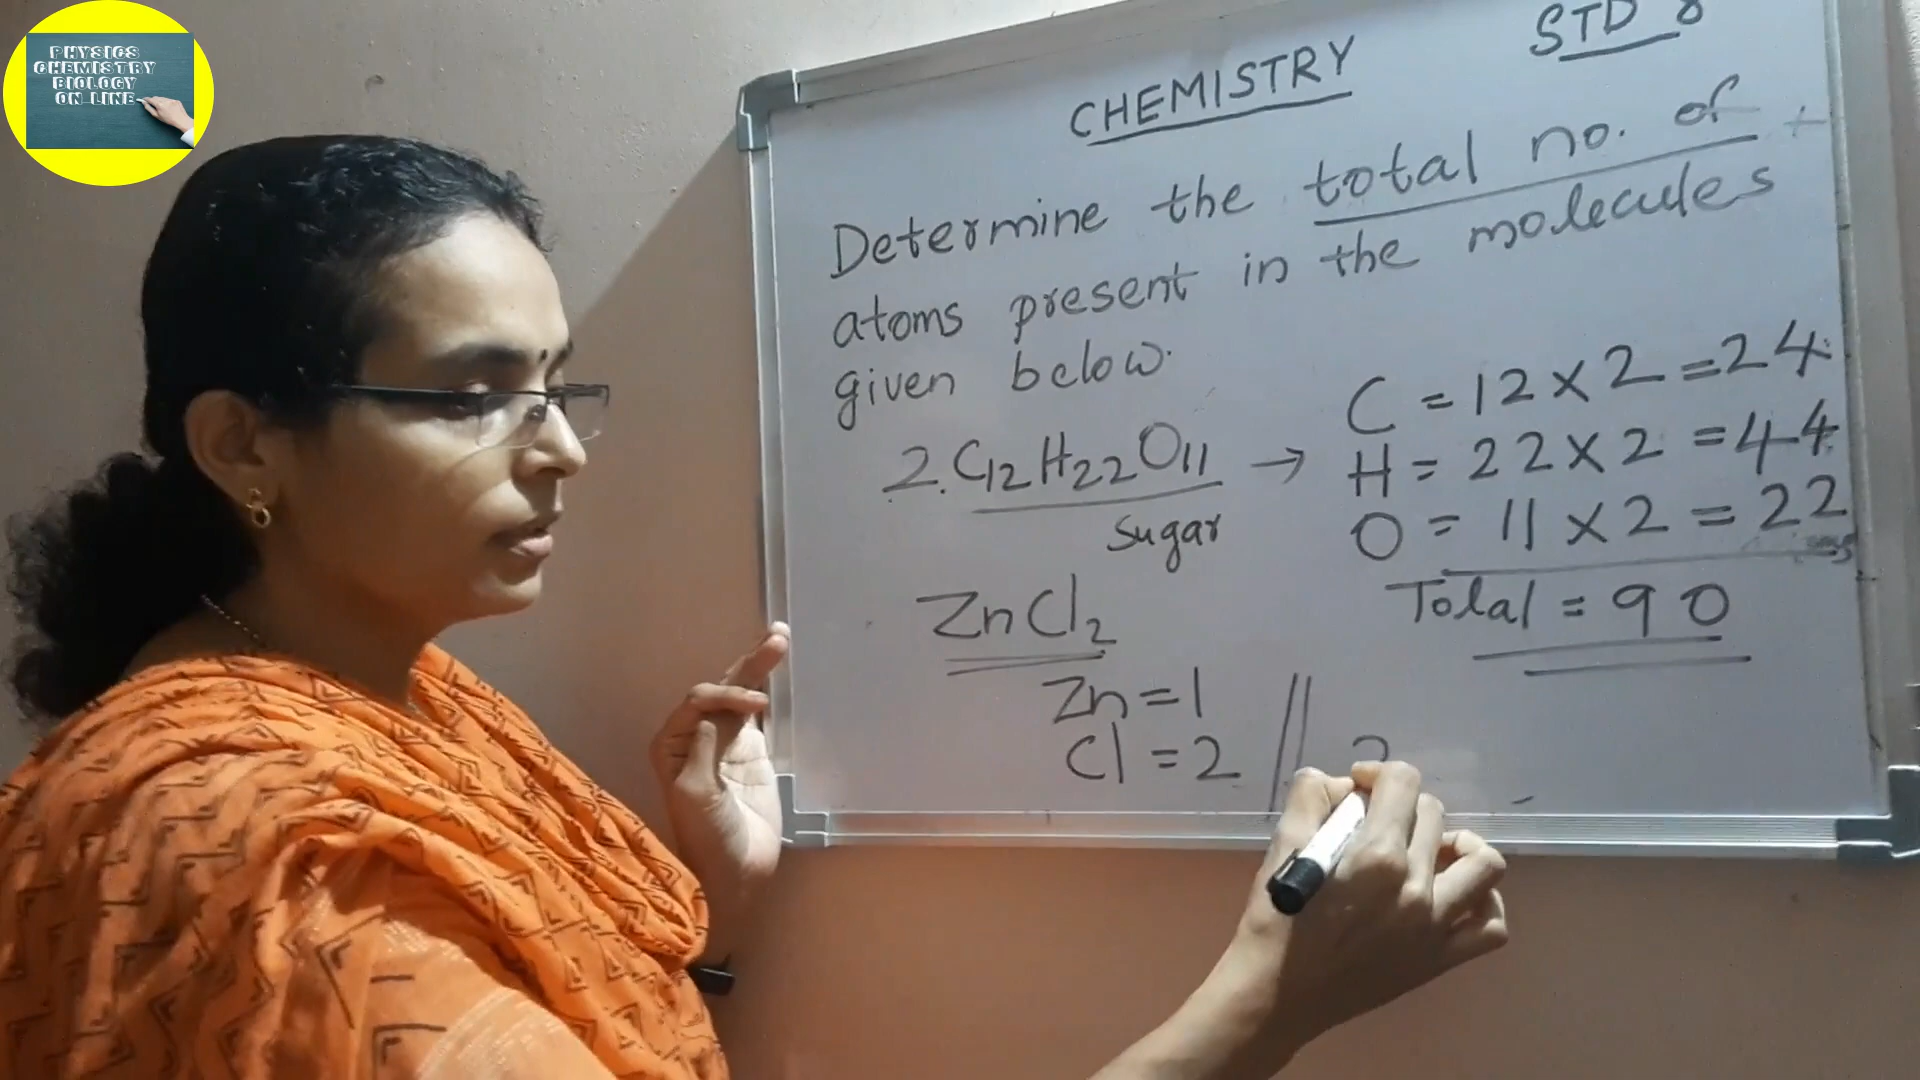 PHYSICS
CHEMISTRY
BIOLOGY
ON LINE
CHEMISTRY
STD 8
Determine the total no. of
atoms present in the molecules
given below.
2. C12H22O11 → C = 12 x 2 = 24
H = 22 x 2 = 44
O = 11 x 2 = 22
Sugar
Total = 90
ZnCl2
Zn = 1
Cl = 2